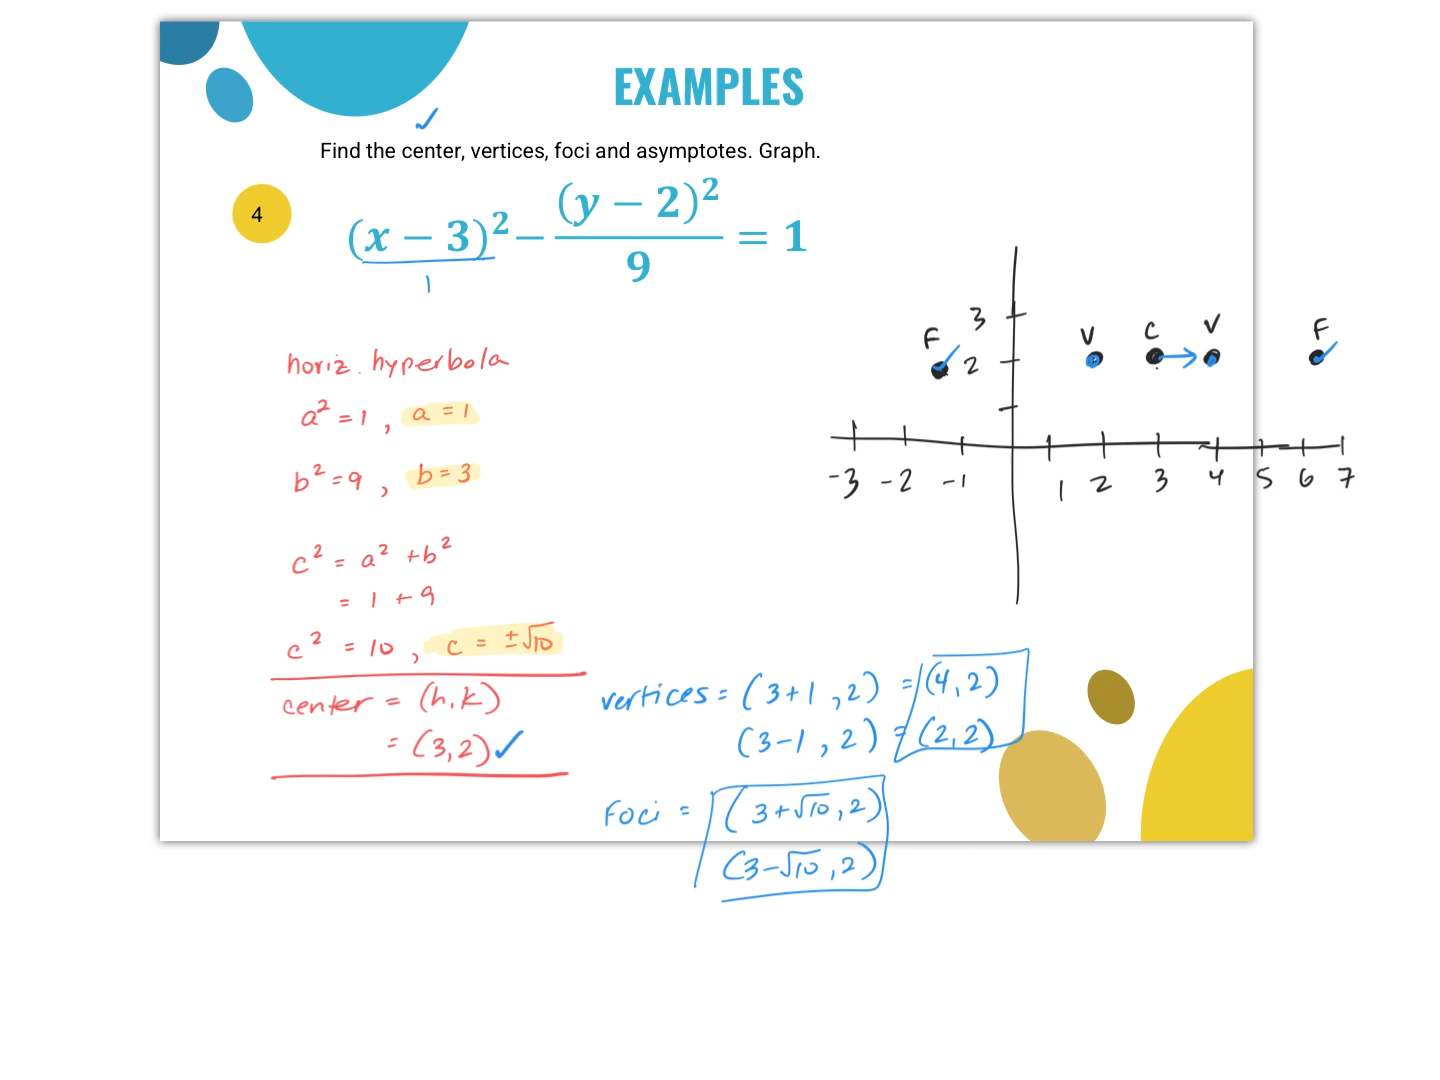 EXAMPLES
Find the center, vertices, foci and asymptotes. Graph.
4
(x − 3)² − (y − 2)²/9 = 1
1
horiz. hyperbola
a² = 1, a = 1
b² = 9, b = 3
c² = a² + b²
= 1 + 9
c² = 10, c = ±√10
center = (h,k)
= (3,2) ✓
vertices = (3+1, 2) = (4,2)
(3−1, 2) = (2,2)
Foci = (3+√10, 2)
(3−√10, 2)
F 3 V C V F
2
-3 -2 -1 1 2 3 4 5 6 7